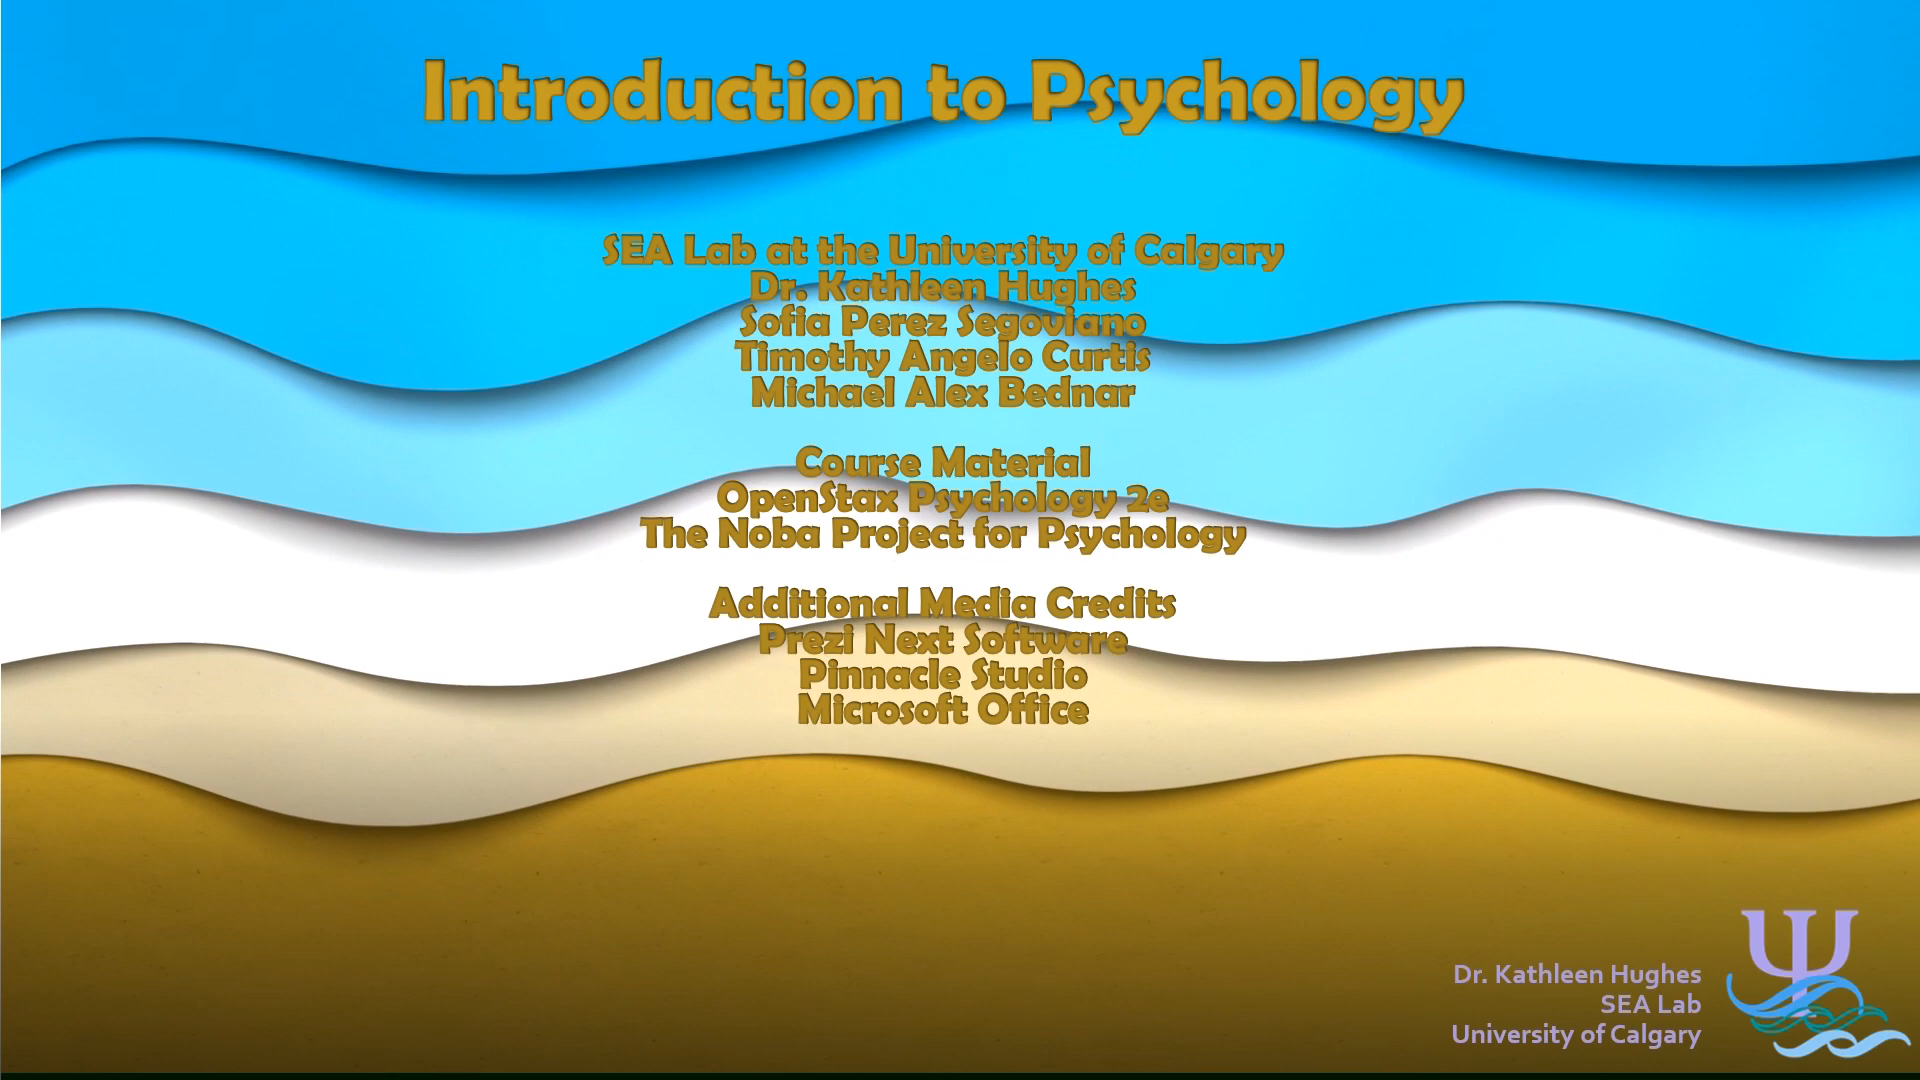 Introduction to Psychology
SEA Lab at the University of Calgary
Dr. Kathleen Hughes
Sofia Perez Segoviano
Timothy Angelo Curtis
Michael Alex Bednar
Course Material
OpenStax Psychology 2e
The Noba Project for Psychology
Additional Media Credits
Prezi Next Software
Pinnacle Studio
Microsoft Office
Dr. Kathleen Hughes
SEA Lab
University of Calgary
Ψ